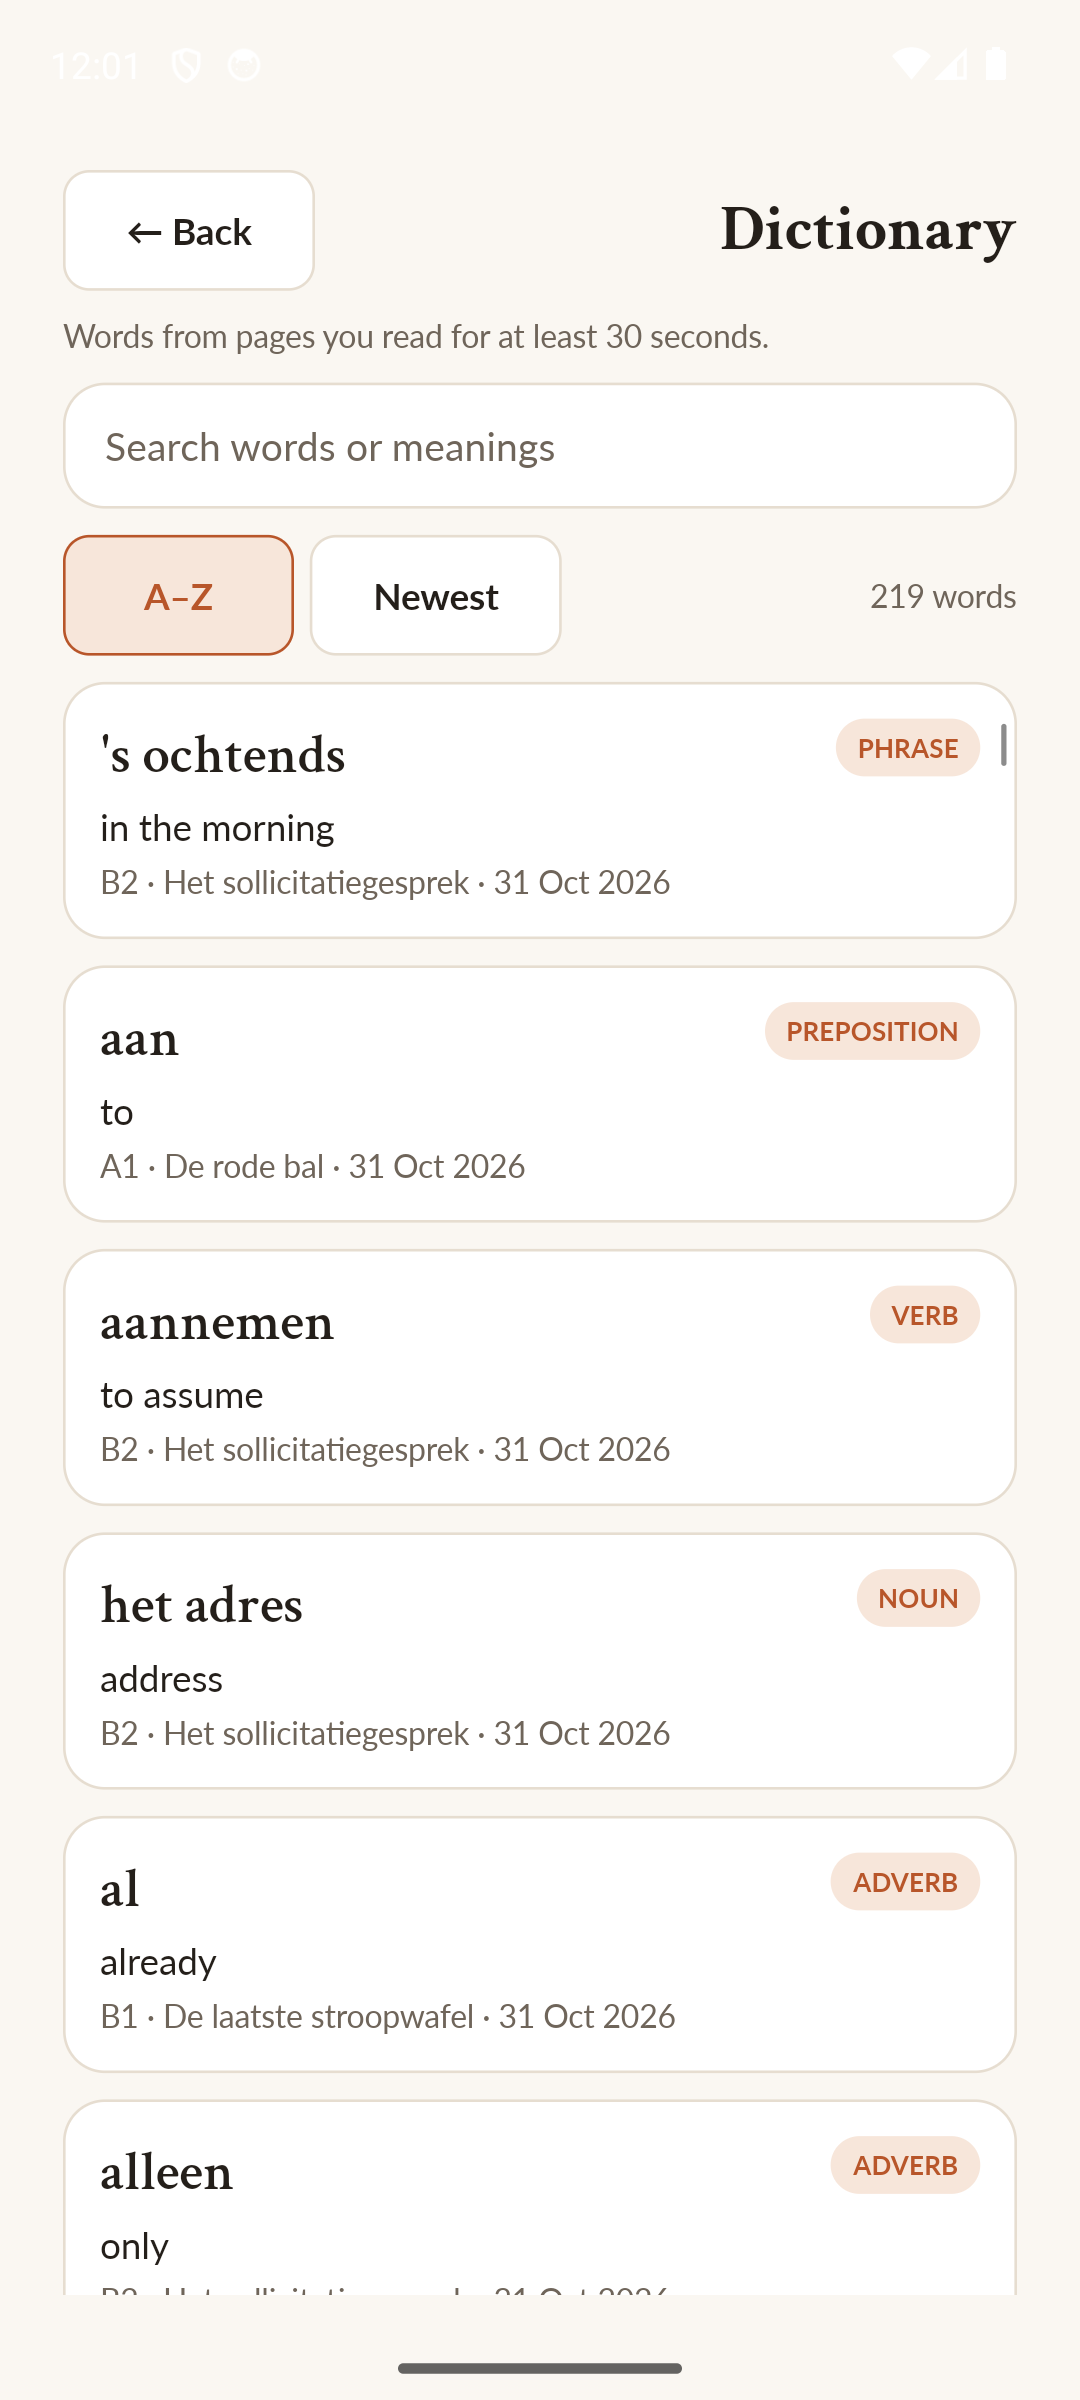 12:01
← Back
Dictionary
Words from pages you read for at least 30 seconds.
Search words or meanings
A–Z
Newest
219 words
's ochtends
PHRASE
in the morning
B2 · Het sollicitatiegesprek · 31 Oct 2026
aan
PREPOSITION
to
A1 · De rode bal · 31 Oct 2026
aannemen
VERB
to assume
B2 · Het sollicitatiegesprek · 31 Oct 2026
het adres
NOUN
address
B2 · Het sollicitatiegesprek · 31 Oct 2026
al
ADVERB
already
B1 · De laatste stroopwafel · 31 Oct 2026
alleen
ADVERB
only